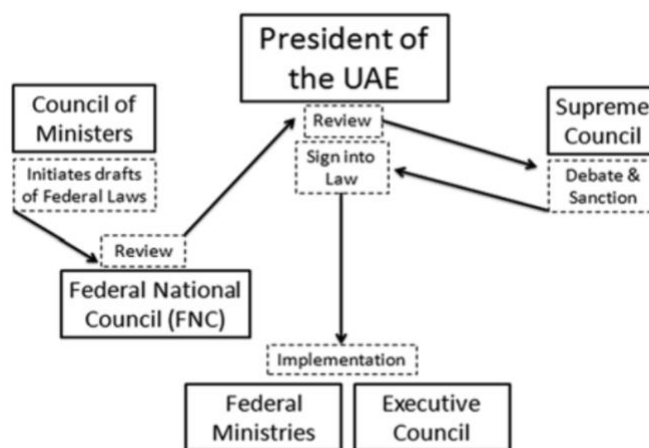 President of
the UAE
Council of
Ministers
Supreme
Council
Review
Initiates drafts
of Federal Laws
Sign into
Law
Debate &
Sanction
Review
Federal National
Council (FNC)
Implementation
Federal
Ministries
Executive
Council